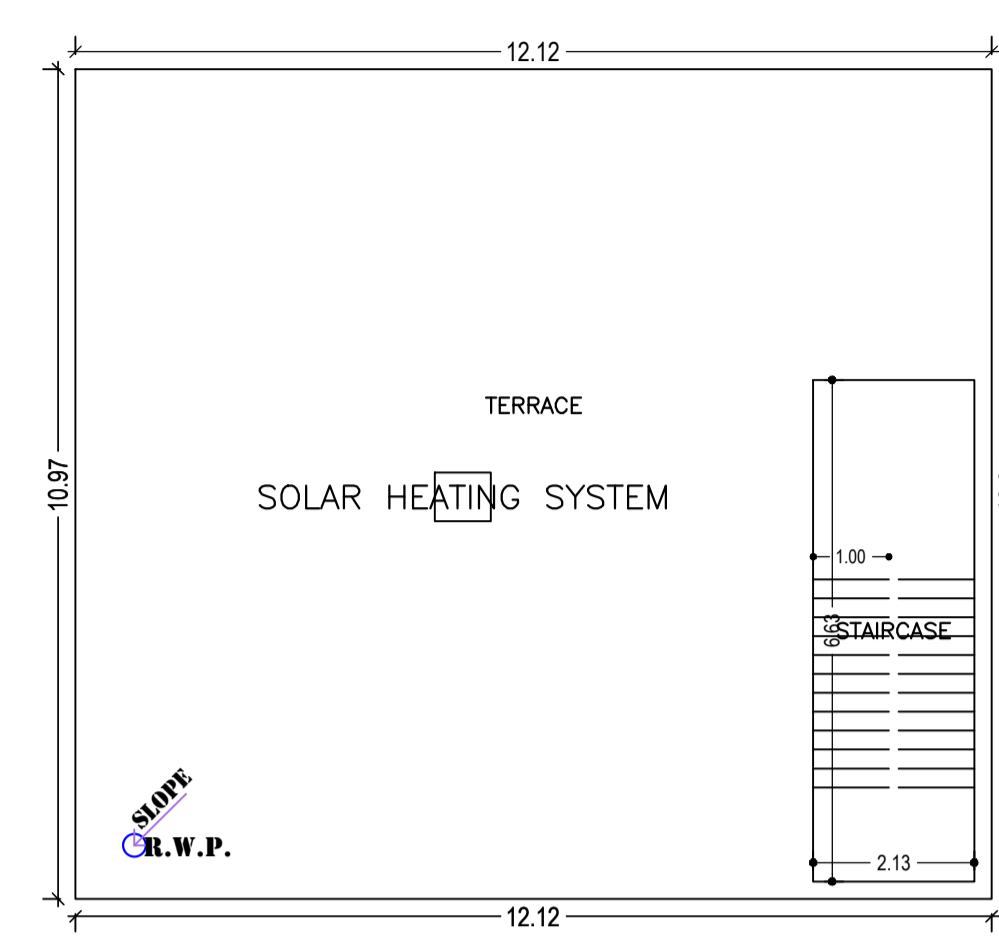 12.12
10.97
TERRACE
SOLAR HEATING SYSTEM
1.00
6.63
STAIRCASE
SLOPE
R.W.P.
2.13
12.12